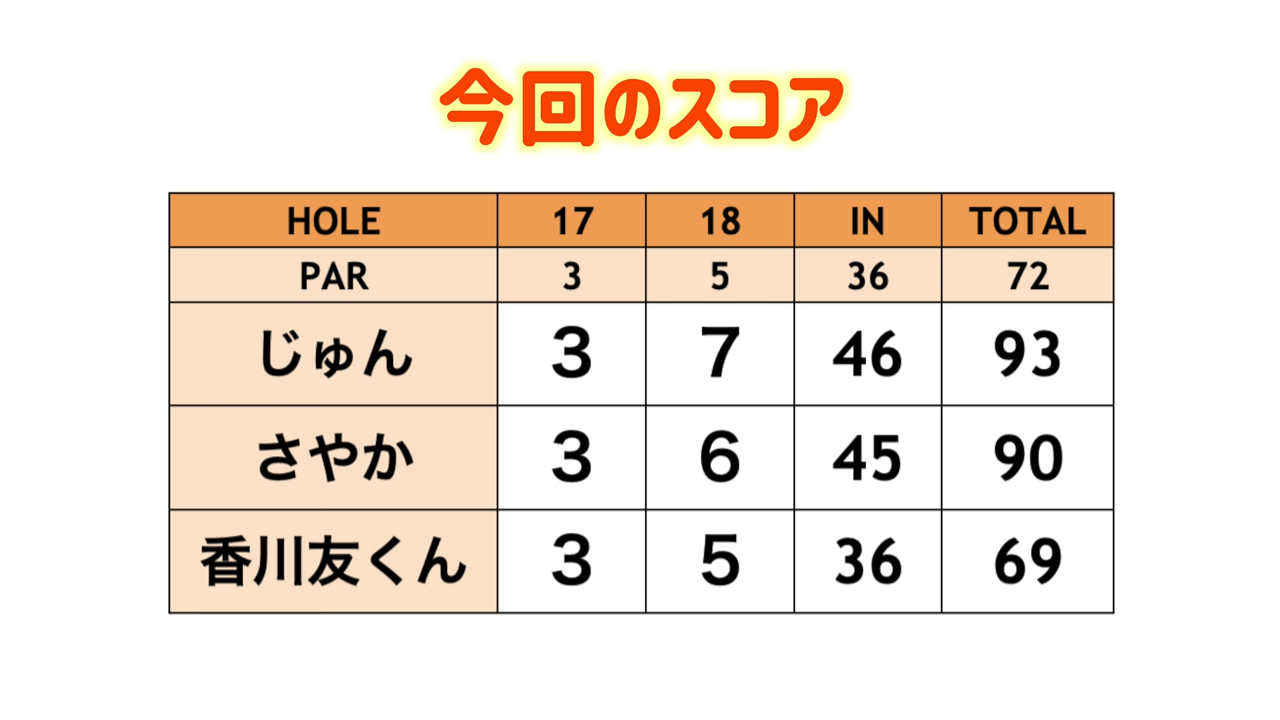 今回のスコア
HOLE 17 18 IN TOTAL
PAR 3 5 36 72
じゅん 3 7 46 93
さやか 3 6 45 90
香川友くん 3 5 36 69